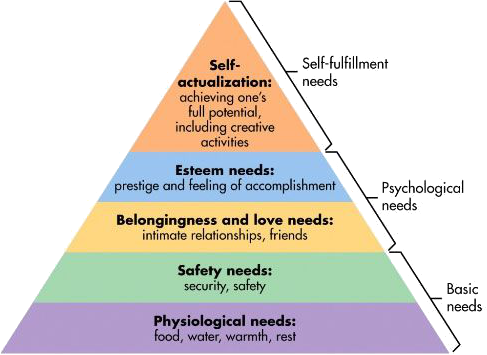 Self-
actualization:
achieving one's
full potential,
including creative
activities
Self-fulfillment
needs
Esteem needs:
prestige and feeling of accomplishment
Belongingness and love needs:
intimate relationships, friends
Psychological
needs
Safety needs:
security, safety
Physiological needs:
food, water, warmth, rest
Basic
needs